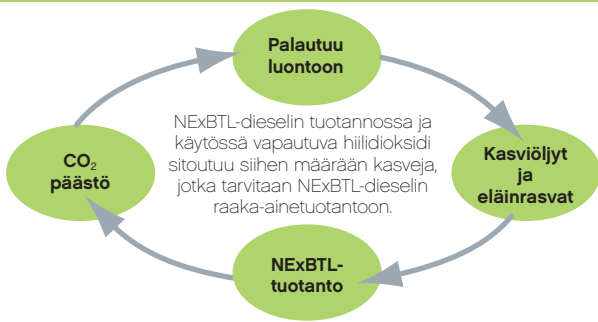 Palautuu
luontoon
NExBTL-dieselin tuotannossa ja
käytössä vapautuva hiilidioksidi
sitoutuu siihen määrään kasveja,
jotka tarvitaan NExBTL-dieselin
raaka-ainetuotantoon.
CO₂
päästö
Kasviöljyt
ja
eläinrasvat
NExBTL-
tuotanto